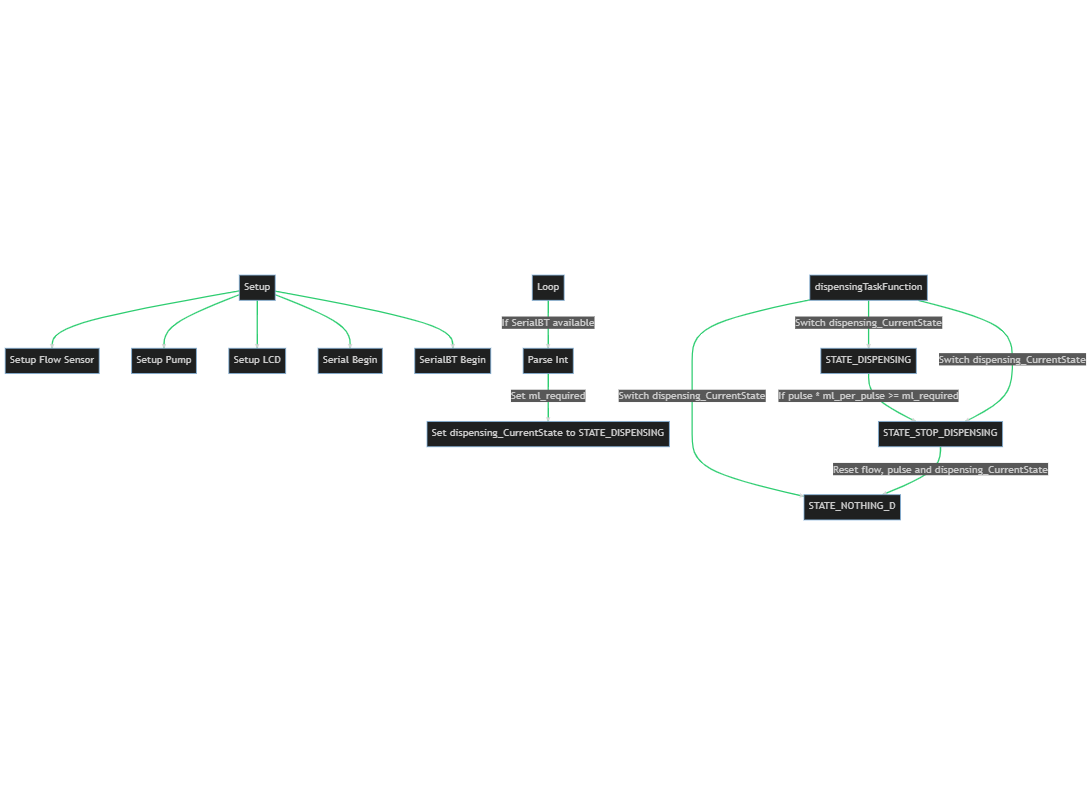 Setup
Loop
dispensingTaskFunction
If SerialBT available
Switch dispensing_CurrentState
Setup Flow Sensor
Setup Pump
Setup LCD
Serial Begin
SerialBT Begin
Parse Int
STATE_DISPENSING
Switch dispensing_CurrentState
Set ml_required
Switch dispensing_CurrentState
If pulse * ml_per_pulse >= ml_required
Set dispensing_CurrentState to STATE_DISPENSING
STATE_STOP_DISPENSING
Reset flow, pulse and dispensing_CurrentState
STATE_NOTHING_D